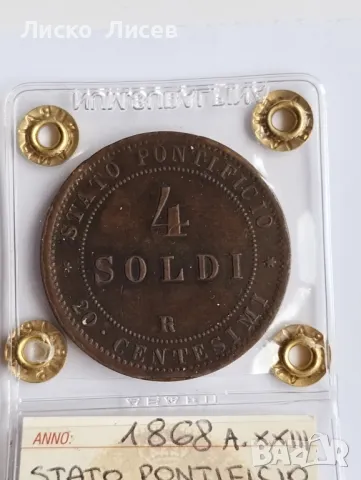 Лиско Лисев
STATO PONTIFICIO
4
SOLDI
R
20 · CENTESIMI
ANNO: 1868 A. XXIII
STATO PONTIFICIO